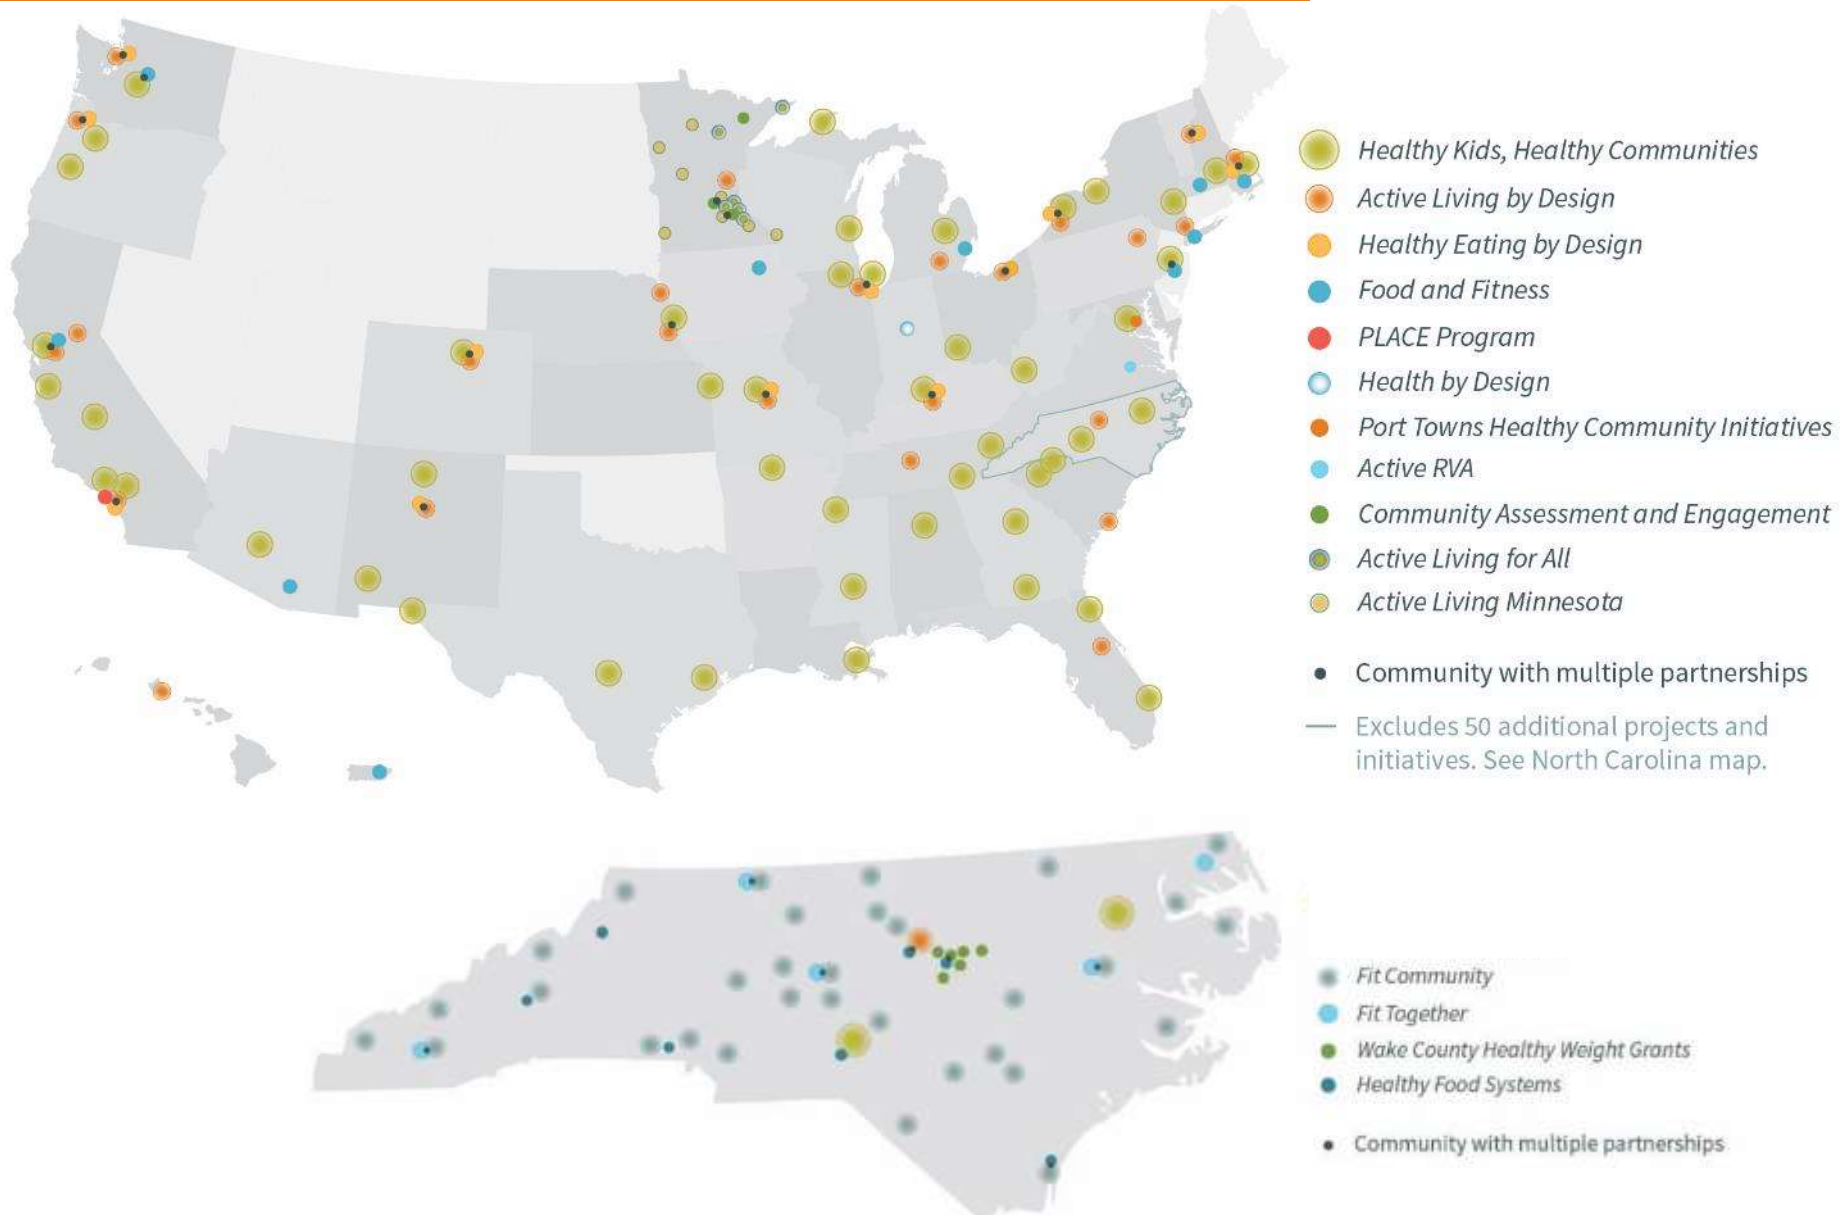 Healthy Kids, Healthy Communities
Active Living by Design
Healthy Eating by Design
Food and Fitness
PLACE Program
Health by Design
Port Towns Healthy Community Initiatives
Active RVA
Community Assessment and Engagement
Active Living for All
Active Living Minnesota
Community with multiple partnerships
Excludes 50 additional projects and
initiatives. See North Carolina map.
Fit Community
Fit Together
Wake County Healthy Weight Grants
Healthy Food Systems
Community with multiple partnerships